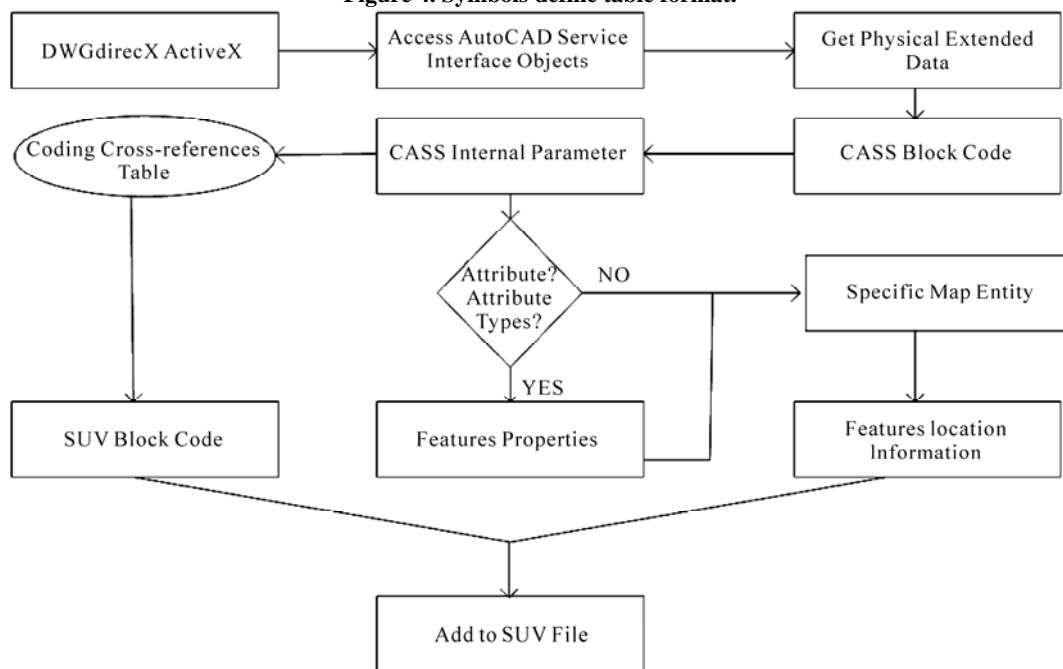 Figure 4. Symbols define table format.
DWGdirecX ActiveX
Access AutoCAD Service
Interface Objects
Get Physical Extended
Data
Coding Cross-references
Table
CASS Internal Parameter
CASS Block Code
Attribute?
Attribute
Types?
NO
Specific Map Entity
YES
SUV Block Code
Features Properties
Features location
Information
Add to SUV File